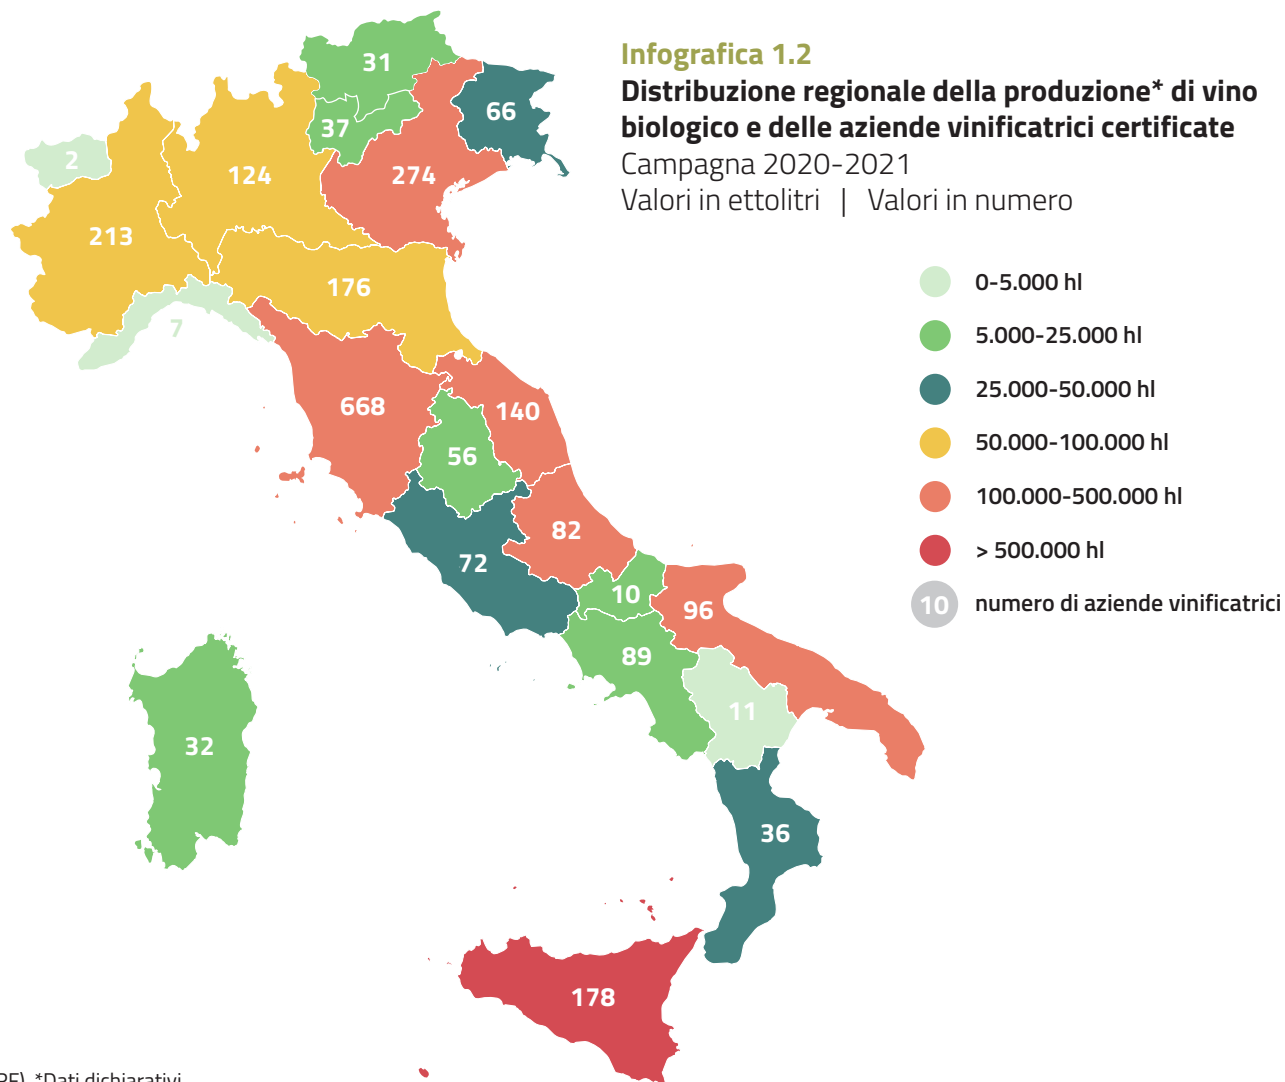 Infografica 1.2
Distribuzione regionale della produzione* di vino
biologico e delle aziende vinificatrici certificate
Campagna 2020-2021
Valori in ettolitri | Valori in numero
31
37
66
2
124
274
213
176
7
668
140
56
82
72
10
96
89
11
32
36
178
0-5.000 hl
5.000-25.000 hl
25.000-50.000 hl
50.000-100.000 hl
100.000-500.000 hl
> 500.000 hl
10 numero di aziende vinificatrici
*Dati dichiarativi